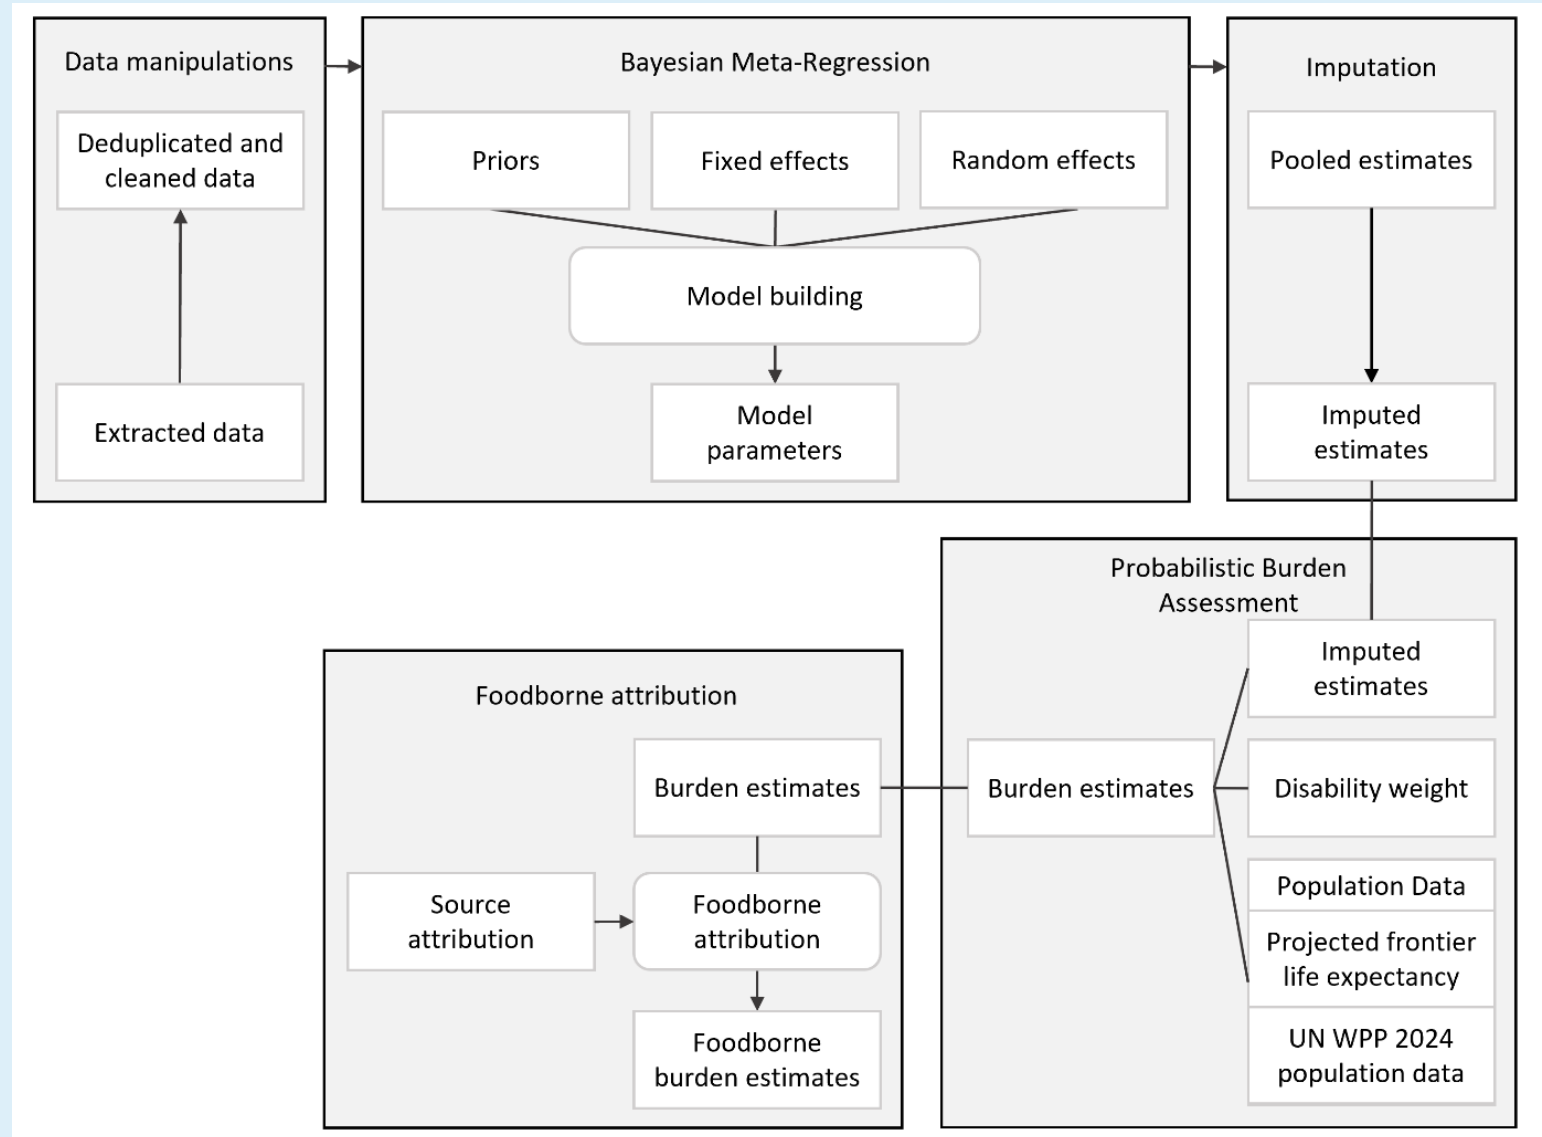 Data manipulations
Deduplicated and
cleaned data
Extracted data
Bayesian Meta-Regression
Priors
Fixed effects
Random effects
Model building
Model
parameters
Imputation
Pooled estimates
Imputed
estimates
Probabilistic Burden
Assessment
Imputed
estimates
Burden estimates
Disability weight
Population Data
Projected frontier
life expectancy
UN WPP 2024
population data
Foodborne attribution
Burden estimates
Source
attribution
Foodborne
attribution
Foodborne
burden estimates